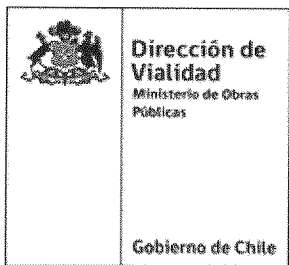 Dirección de
Vialidad
Ministerio de Obras
Públicas
Gobierno de Chile